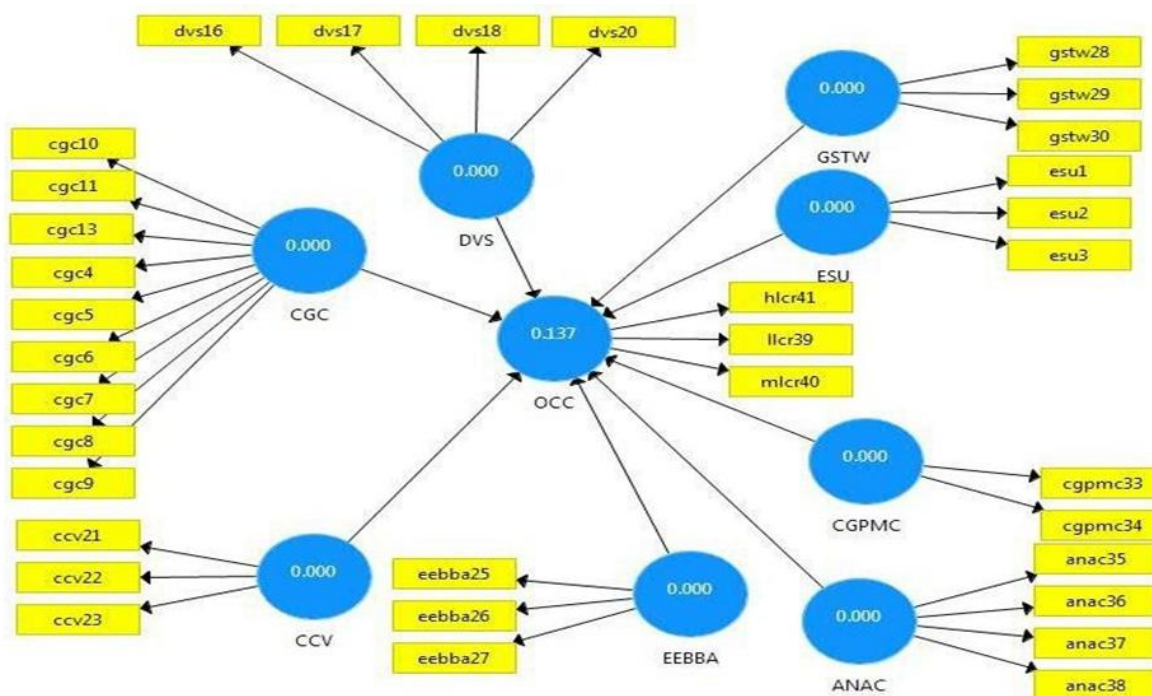 dvs16
dvs17
dvs18
dvs20
0.000
DVS
gstw28
gstw29
gstw30
0.000
GSTW
esu1
esu2
esu3
0.000
ESU
cgc10
cgc11
cgc13
cgc4
cgc5
cgc6
cgc7
cgc8
cgc9
0.000
CGC
0.137
OCC
hlcr41
llcr39
mlcr40
0.000
CGPMC
cgpmc33
cgpmc34
ccv21
ccv22
ccv23
0.000
CCV
eebba25
eebba26
eebba27
0.000
EEBBA
0.000
ANAC
anac35
anac36
anac37
anac38